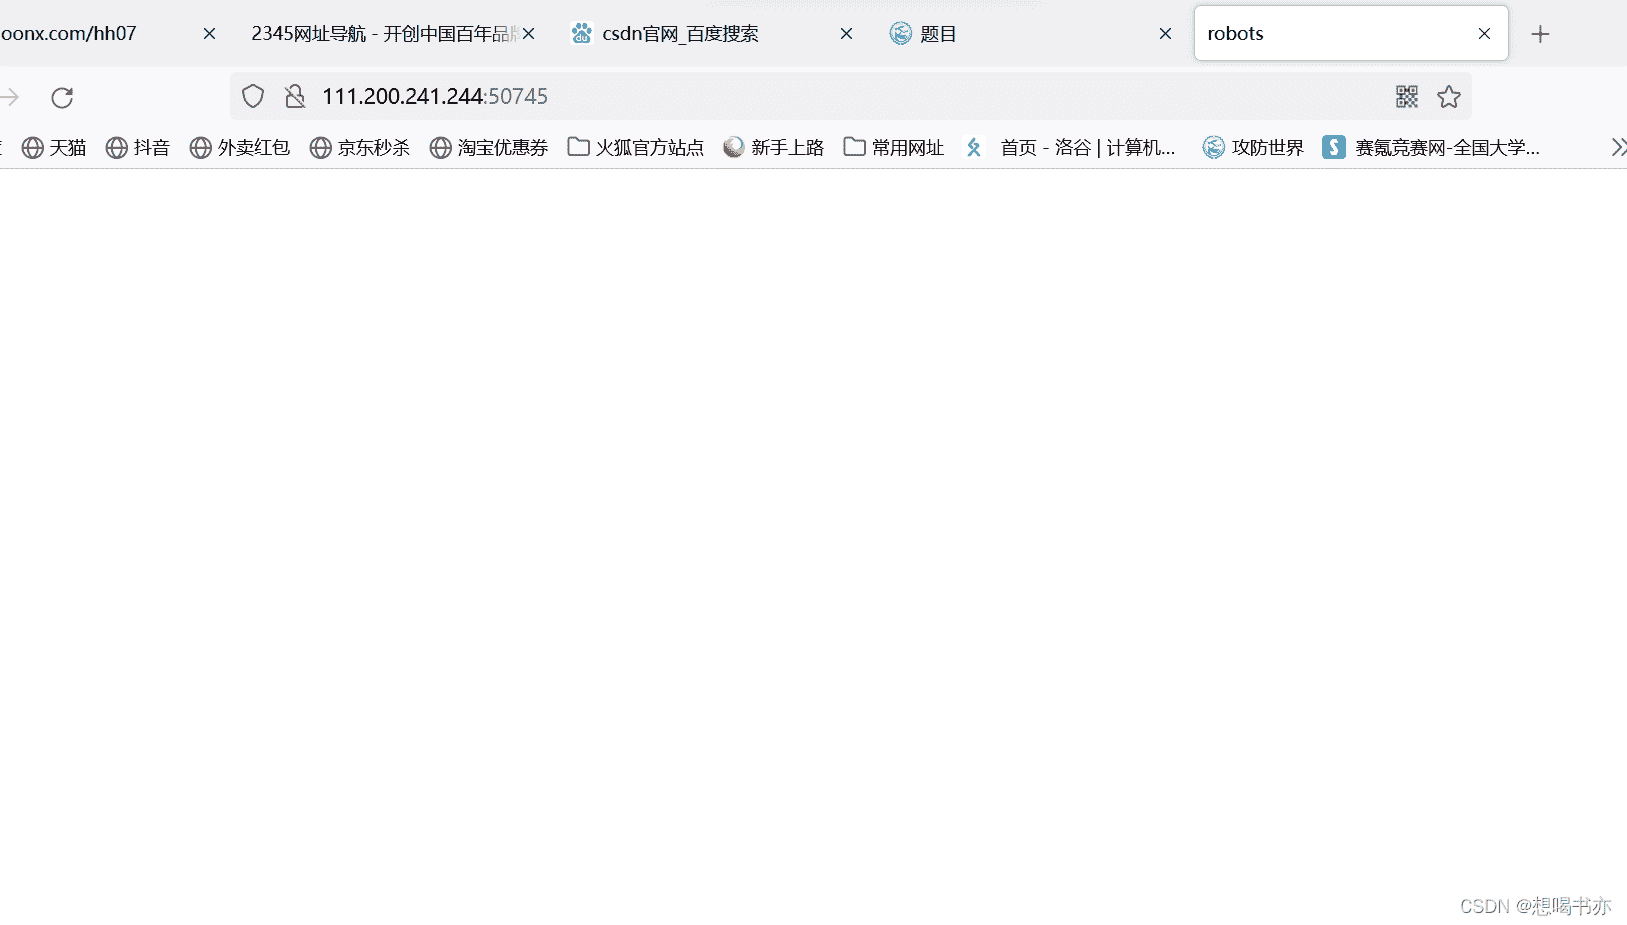 oonx.com/hh07 2345网址导航 - 开创中国百年品牌 csdn官网_百度搜索 题目 robots
111.200.241.244:50745
天猫 抖音 外卖红包 京东秒杀 淘宝优惠券 火狐官方站点 新手上路 常用网址 首页 - 洛谷 | 计算机... 攻防世界 赛氪竞赛网-全国大学...
CSDN @想喝书亦